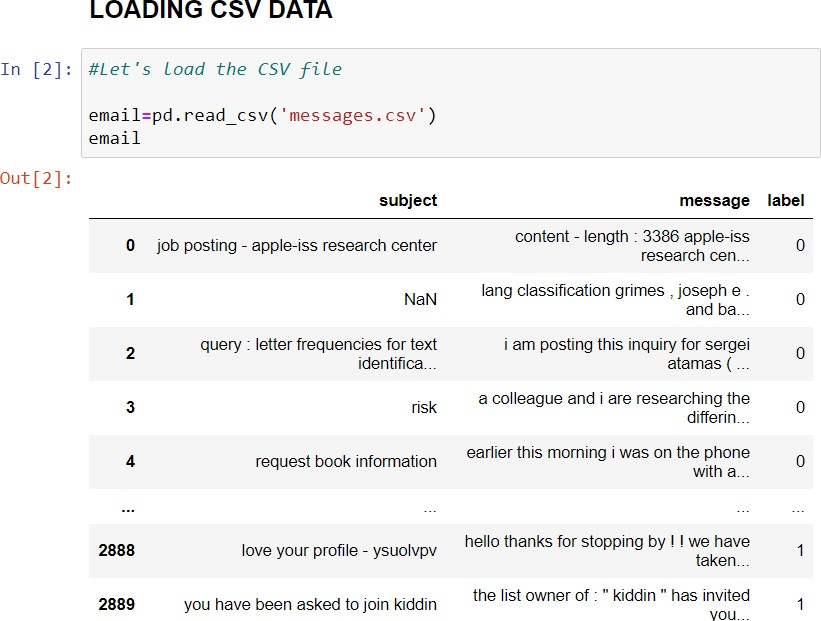 LOADING CSV DATA
In [2]:
#Let's load the CSV file
email=pd.read_csv('messages.csv')
email
Out[2]:
subject message label
0 job posting - apple-iss research center content - length : 3386 apple-iss research cen... 0
1 NaN lang classification grimes , joseph e . and ba... 0
2 query : letter frequencies for text identifica... i am posting this inquiry for sergei atamas ( ... 0
3 risk a colleague and i are researching the differin... 0
4 request book information earlier this morning i was on the phone with a... 0
... ... ... ...
2888 love your profile - ysuolvpv hello thanks for stopping by ! ! we have taken... 1
2889 you have been asked to join kiddin the list owner of : " kiddin " has invited you... 1